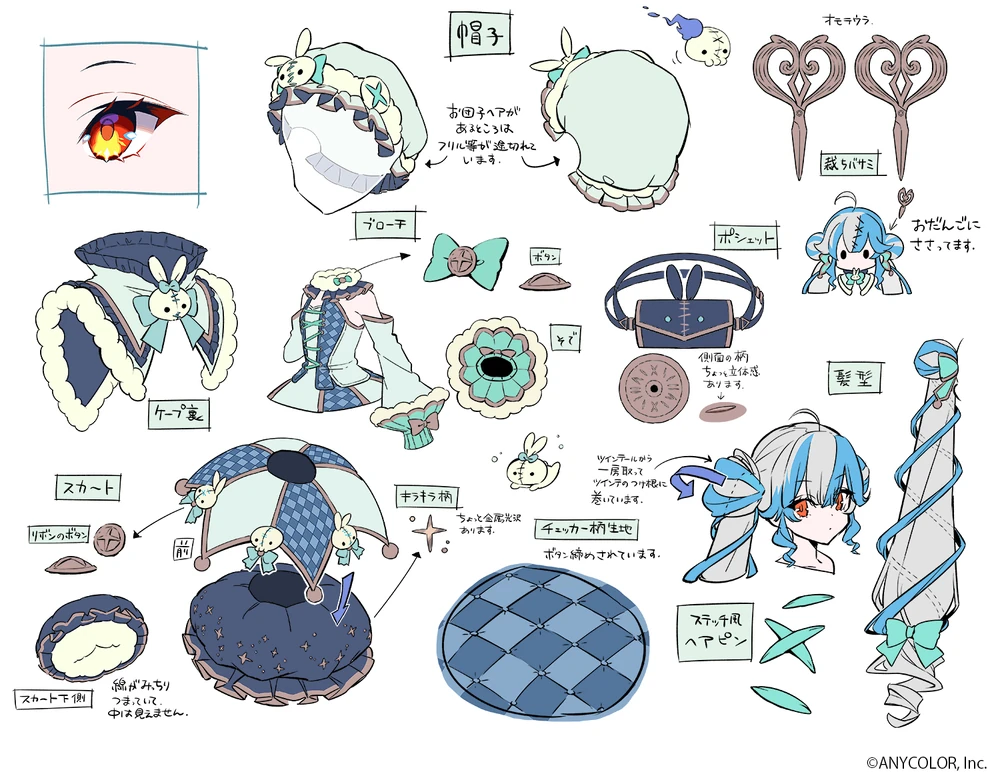 帽子
お団子ヘアが
あるところは
フリル等が途切れて
います.
オモテウラ.
裁ちバサミ
おだんごに
ささってます.
ブローチ
ボタン
ポシェット
そで
側面の柄
ちょっと立体感
あります.
ケープ裏
髪型
スカート
リボンのボタン
前
キラキラ柄
ちょっと金属光沢
あります.
ツインテールから
一房取って
ツインテのつけ根に
巻いています.
チェッカー柄生地
ボタン締めされています.
ステッチ風
ヘアピン
スカート下側
綿がみっちり
つまっていて.
中は見えません.
©ANYCOLOR, Inc.